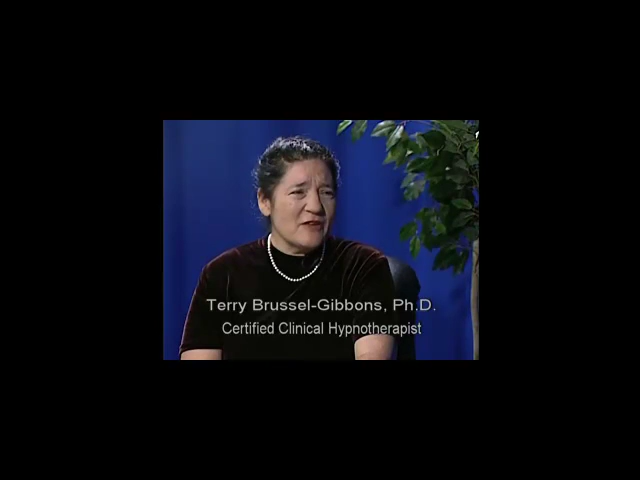 Terry Brussel-Gibbons, Ph.D.
Certified Clinical Hypnotherapist